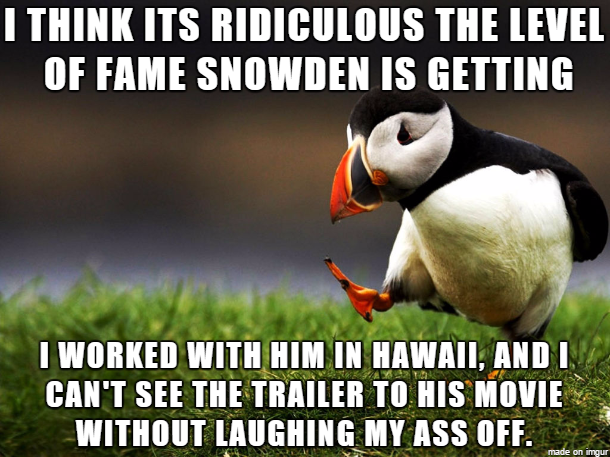 I THINK ITS RIDICULOUS THE LEVEL
OF FAME SNOWDEN IS GETTING
I WORKED WITH HIM IN HAWAII, AND I
CAN'T SEE THE TRAILER TO HIS MOVIE
WITHOUT LAUGHING MY ASS OFF.
made on imgur